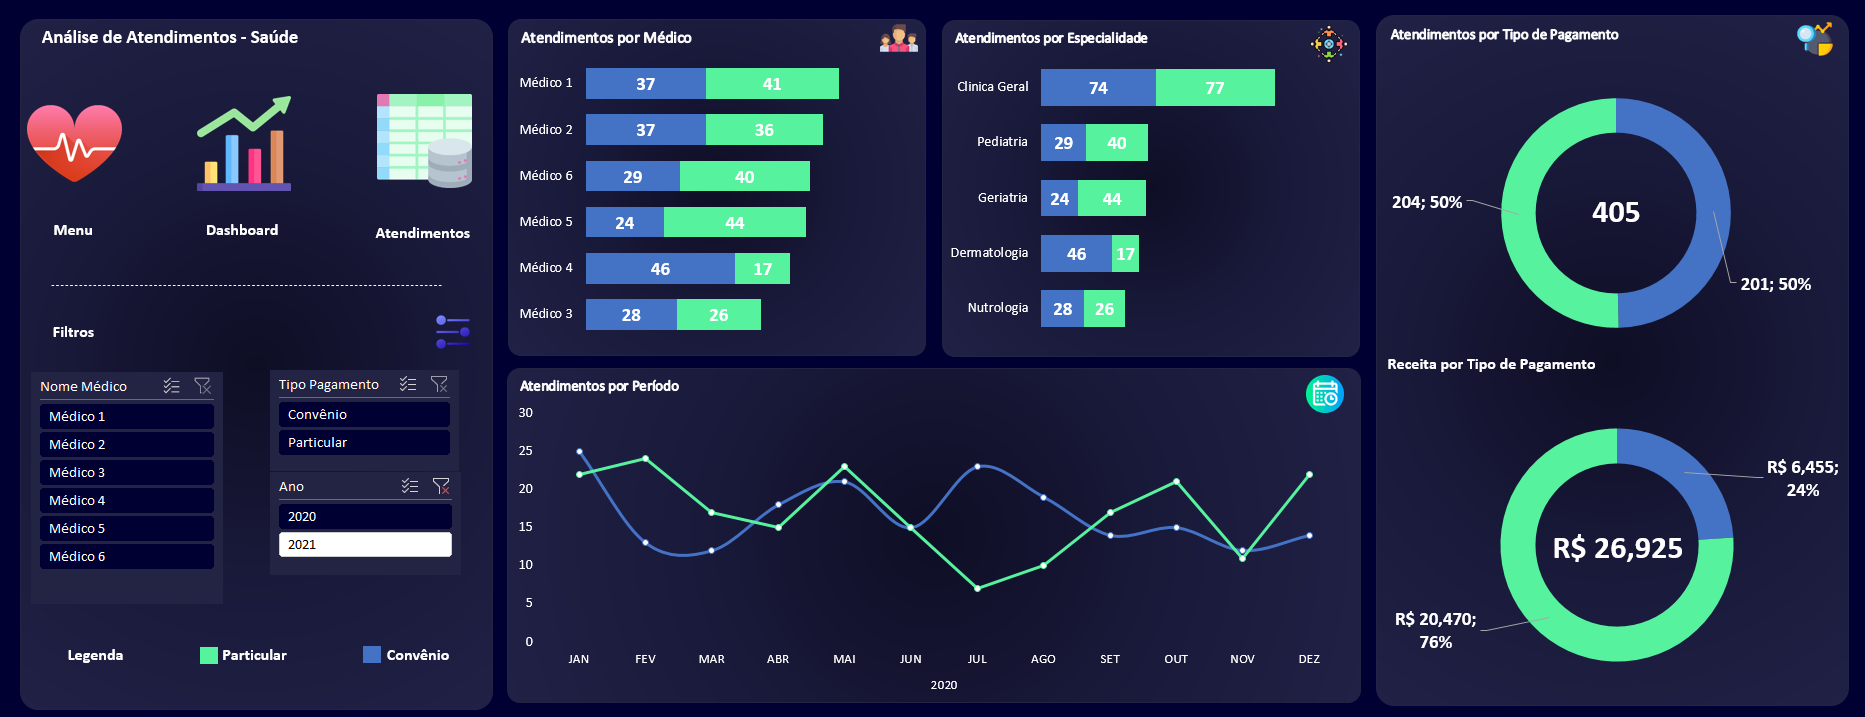 Análise de Atendimentos - Saúde
Menu
Dashboard
Atendimentos
Filtros
Nome Médico
Médico 1
Médico 2
Médico 3
Médico 4
Médico 5
Médico 6
Tipo Pagamento
Convênio
Particular
Ano
2020
2021
Legenda
Particular
Convênio
Atendimentos por Médico
Médico 1 37 41
Médico 2 37 36
Médico 6 29 40
Médico 5 24 44
Médico 4 46 17
Médico 3 28 26
Atendimentos por Especialidade
Clinica Geral 74 77
Pediatria 29 40
Geriatria 24 44
Dermatologia 46 17
Nutrologia 28 26
Atendimentos por Período
30
25
20
15
10
5
0
JAN FEV MAR ABR MAI JUN JUL AGO SET OUT NOV DEZ
2020
Atendimentos por Tipo de Pagamento
204; 50%
405
201; 50%
Receita por Tipo de Pagamento
R$ 6,455;
24%
R$ 26,925
R$ 20,470;
76%